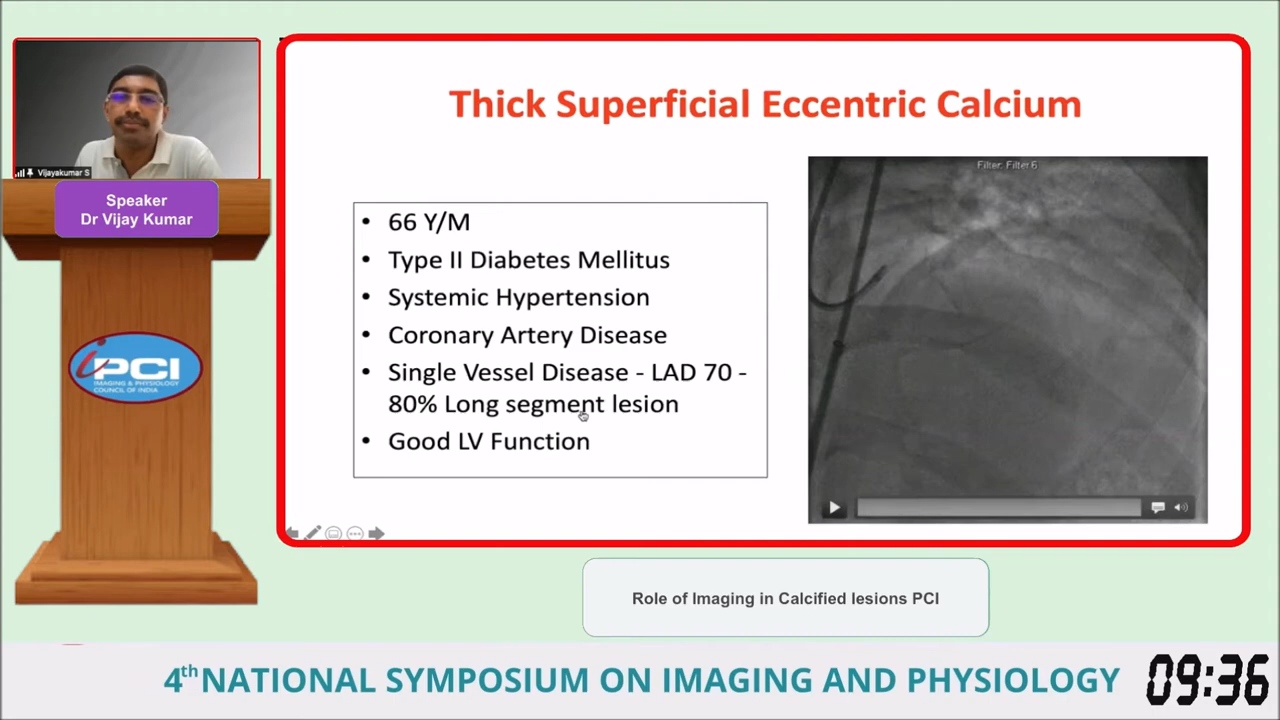 Vijayakumar S
Speaker
Dr Vijay Kumar
iPCI
IMAGING & PHYSIOLOGY
COUNCIL OF INDIA
Thick Superficial Eccentric Calcium
• 66 Y/M
• Type II Diabetes Mellitus
• Systemic Hypertension
• Coronary Artery Disease
• Single Vessel Disease - LAD 70 -
80% Long segment lesion
• Good LV Function
Filter: Filter 6
Role of Imaging in Calcified lesions PCI
4th NATIONAL SYMPOSIUM ON IMAGING AND PHYSIOLOGY
09:36